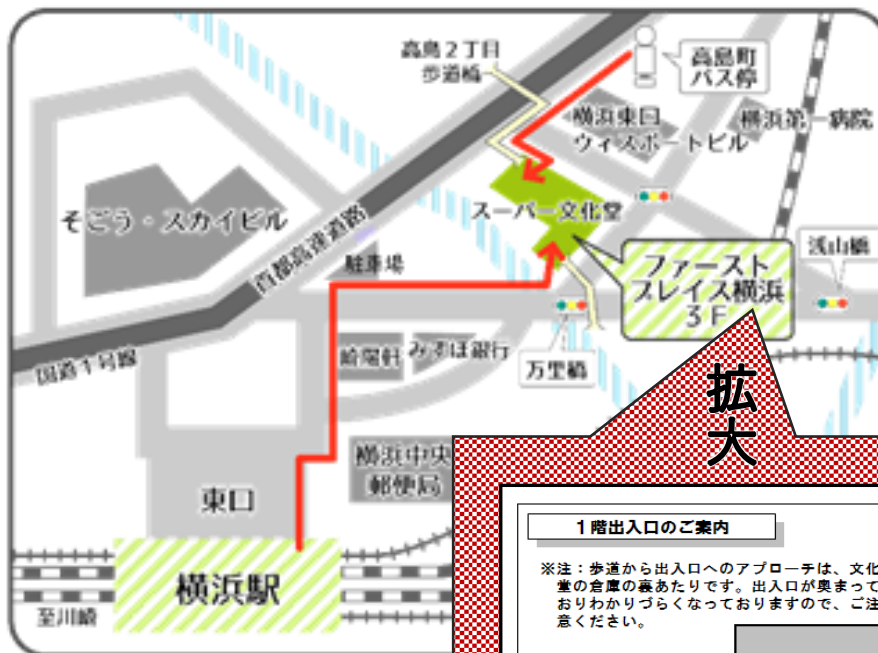 高島2丁目
歩道橋
高島町
バス停
横浜東口
ウィスポートビル
横浜第一病院
そごう・スカイビル
スーパー文化堂
首都高速道路
駐車場
ファースト
プレイス横浜
3F
浅山橋
国道1号線
崎陽軒
みずほ銀行
万里橋
拡大
横浜中央
郵便局
東口
横浜駅
至川崎
1階出入口のご案内
※注：歩道から出入口へのアプローチは、文化
堂の倉庫の裏あたりです。出入口が奥まって
おりわかりづらくなっておりますので、ご注
意ください。